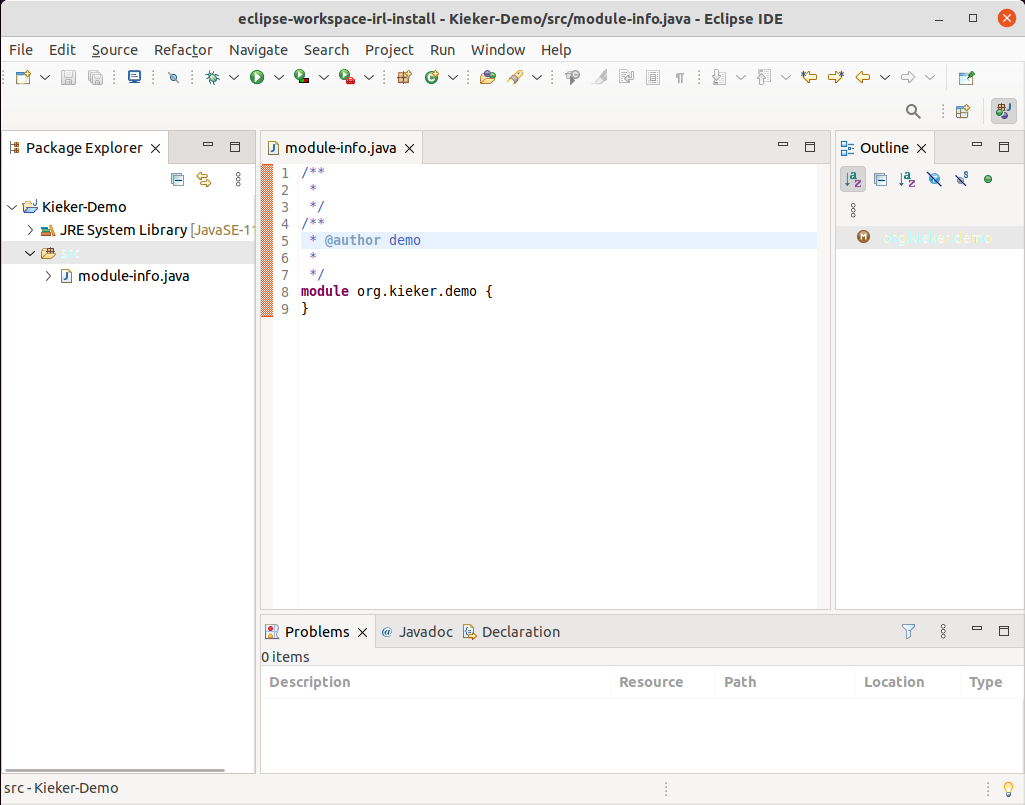 eclipse-workspace-irl-install - Kieker-Demo/src/module-info.java - Eclipse IDE
File Edit Source Refactor Navigate Search Project Run Window Help
Package Explorer
Kieker-Demo
JRE System Library [JavaSE-11
src
module-info.java
module-info.java
1 /**
2 *
3 */
4 /**
5 * @author demo
6 *
7 */
8 module org.kieker.demo {
9 }
Outline
org.kieker.demo
Problems Javadoc Declaration
0 items
Description Resource Path Location Type
src - Kieker-Demo